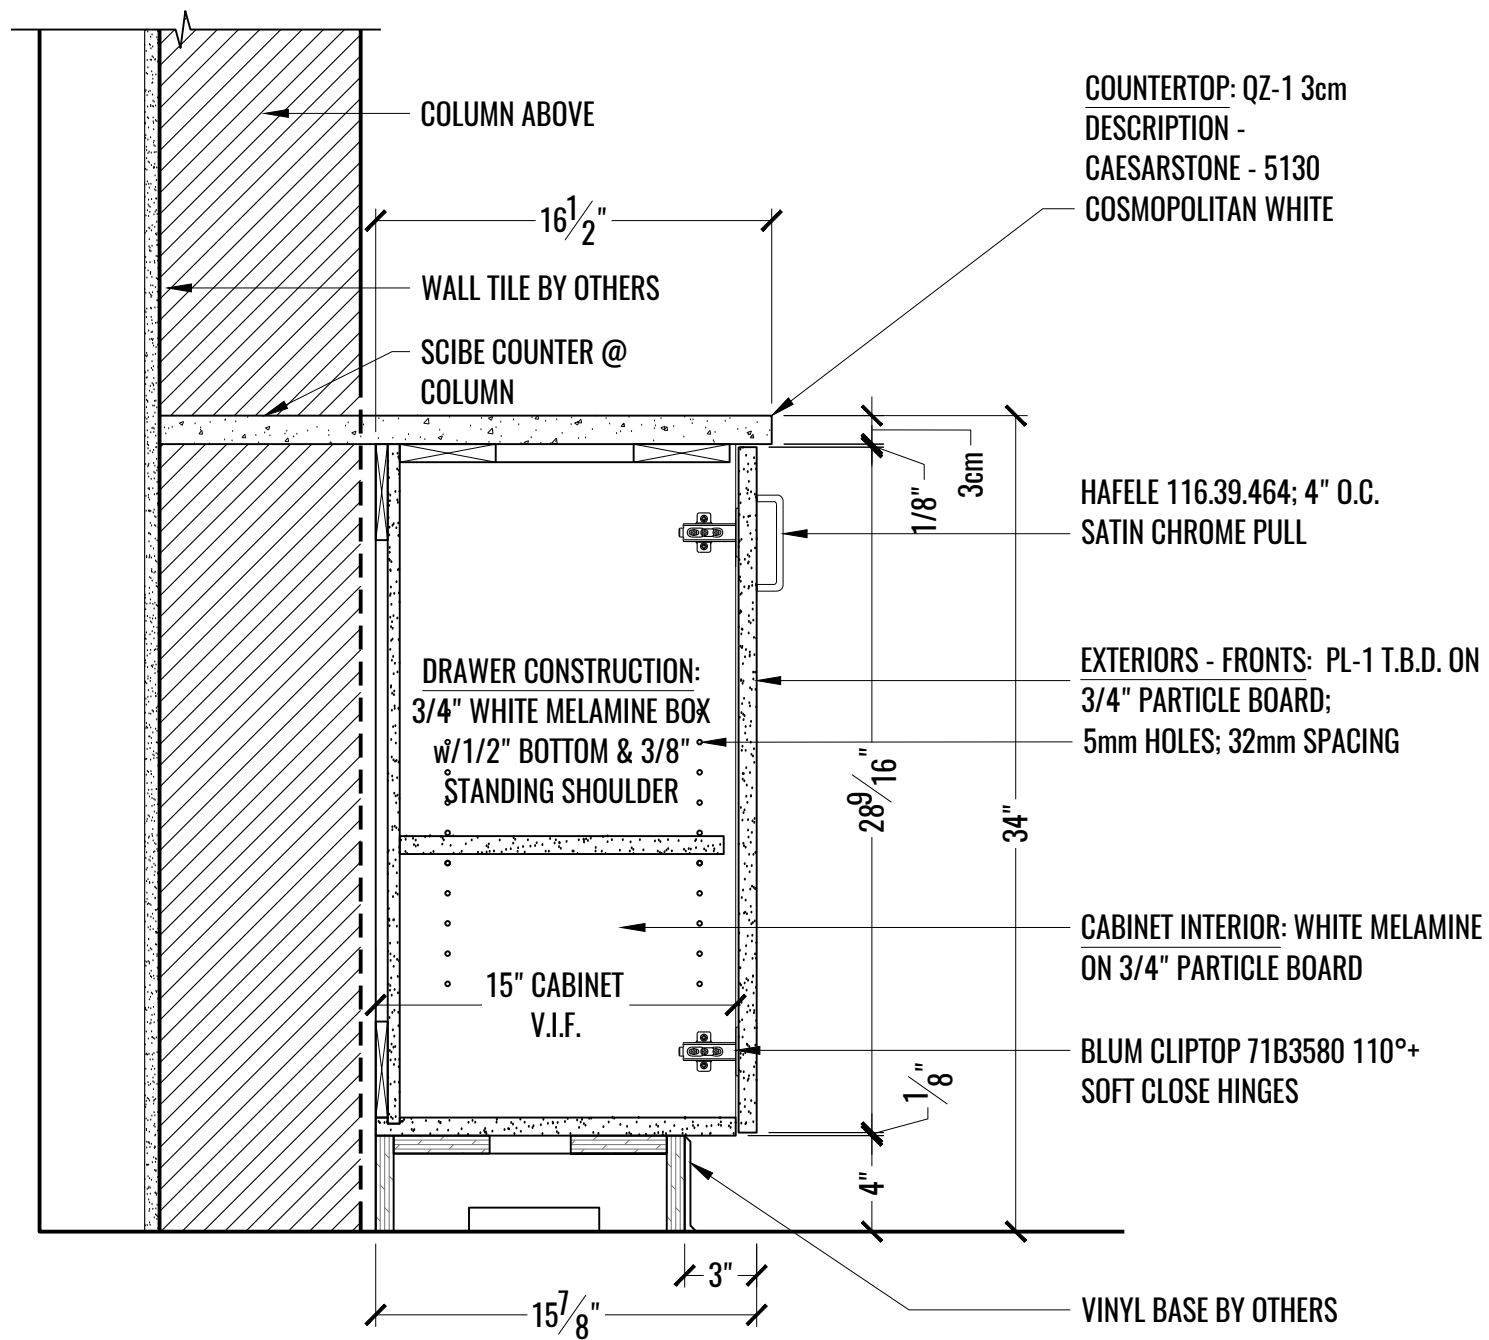 COLUMN ABOVE
COUNTERTOP: QZ-1 3cm
DESCRIPTION -
CAESARSTONE - 5130
COSMOPOLITAN WHITE
16 1/2"
WALL TILE BY OTHERS
SCIBE COUNTER @
COLUMN
3cm
1/8"
HAFELE 116.39.464; 4" O.C.
SATIN CHROME PULL
DRAWER CONSTRUCTION:
3/4" WHITE MELAMINE BOX
w/1/2" BOTTOM & 3/8"
STANDING SHOULDER
EXTERIORS - FRONTS: PL-1 T.B.D. ON
3/4" PARTICLE BOARD;
5mm HOLES; 32mm SPACING
28 9/16"
34"
CABINET INTERIOR: WHITE MELAMINE
ON 3/4" PARTICLE BOARD
15" CABINET
V.I.F.
BLUM CLIPTOP 71B3580 110°+
SOFT CLOSE HINGES
1/8"
4"
3"
15 7/8"
VINYL BASE BY OTHERS